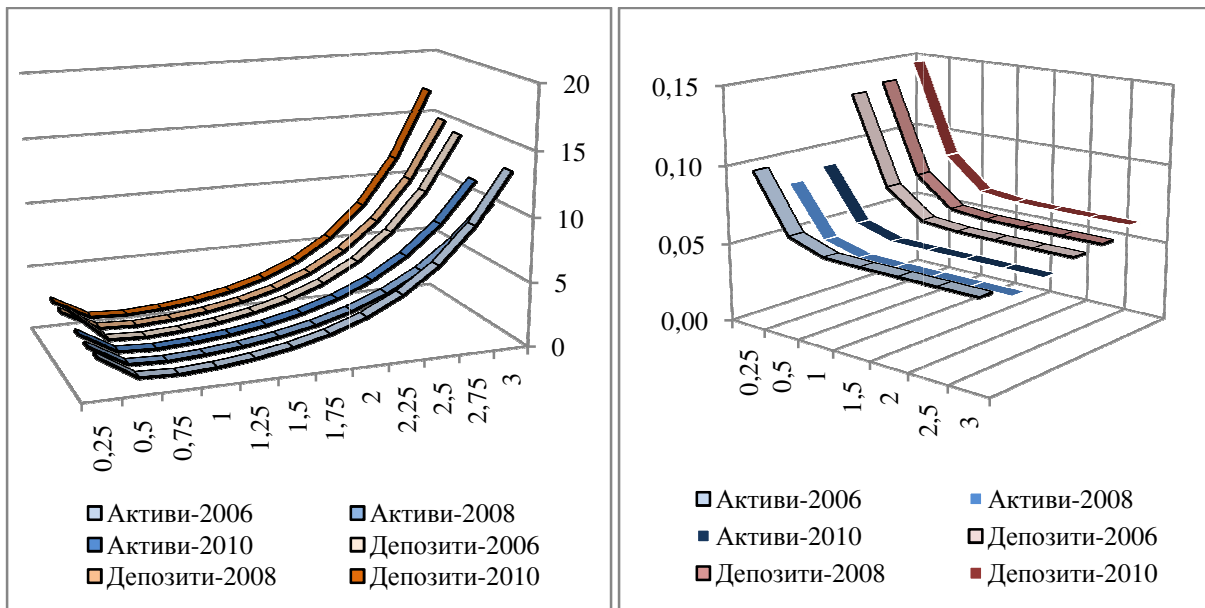 20
15
10
5
0
0,25
0,5
0,75
1
1,25
1,5
1,75
2
2,25
2,5
2,75
3
Активи-2006
Активи-2008
Активи-2010
Депозити-2006
Депозити-2008
Депозити-2010
0,15
0,10
0,05
0,00
0,25
0,5
1
1,5
2
2,5
3
Активи-2006
Активи-2008
Активи-2010
Депозити-2006
Депозити-2008
Депозити-2010